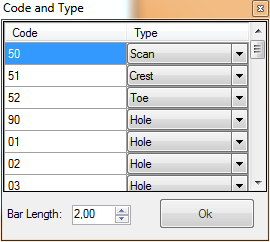 Code and Type
Code Type
50 Scan
51 Crest
52 Toe
90 Hole
01 Hole
02 Hole
03 Hole
Bar Length: 2,00 Ok